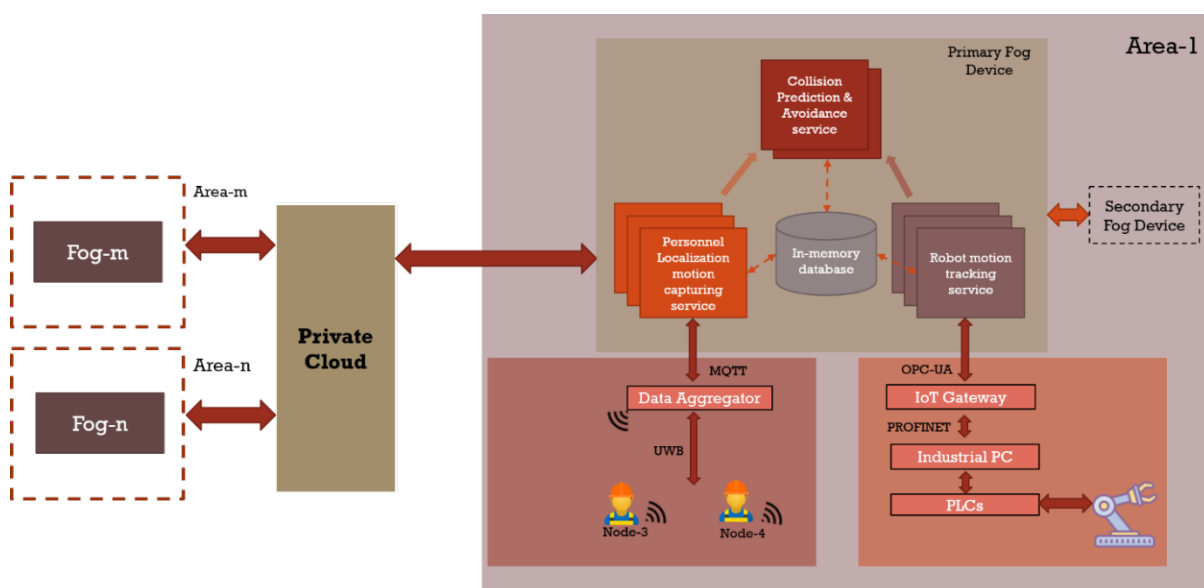 Area-1
Primary Fog
Device
Collision
Prediction &
Avoidance
service
Area-m
Fog-m
Secondary
Fog Device
Personnel
Localization
motion
capturing
service
In-memory
database
Robot motion
tracking
service
Private
Cloud
Area-n
Fog-n
MQTT
Data Aggregator
UWB
Node-3
Node-4
OPC-UA
IoT Gateway
PROFINET
Industrial PC
PLCs